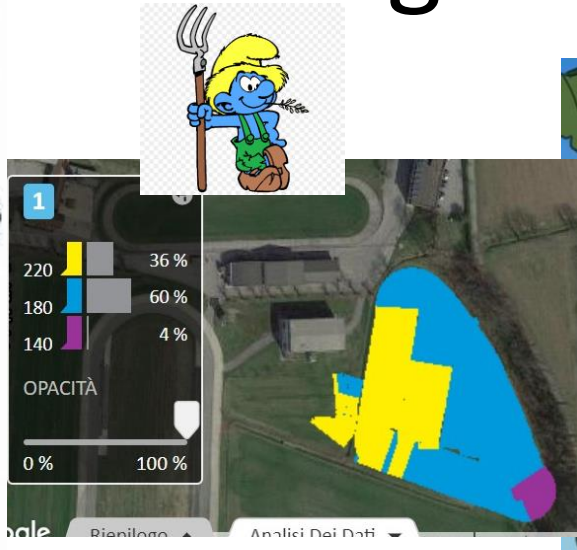 g
1
220 36 %
180 60 %
140 4 %
OPACITÀ
0 % 100 %
Riepilogo
Analisi Dei Dati